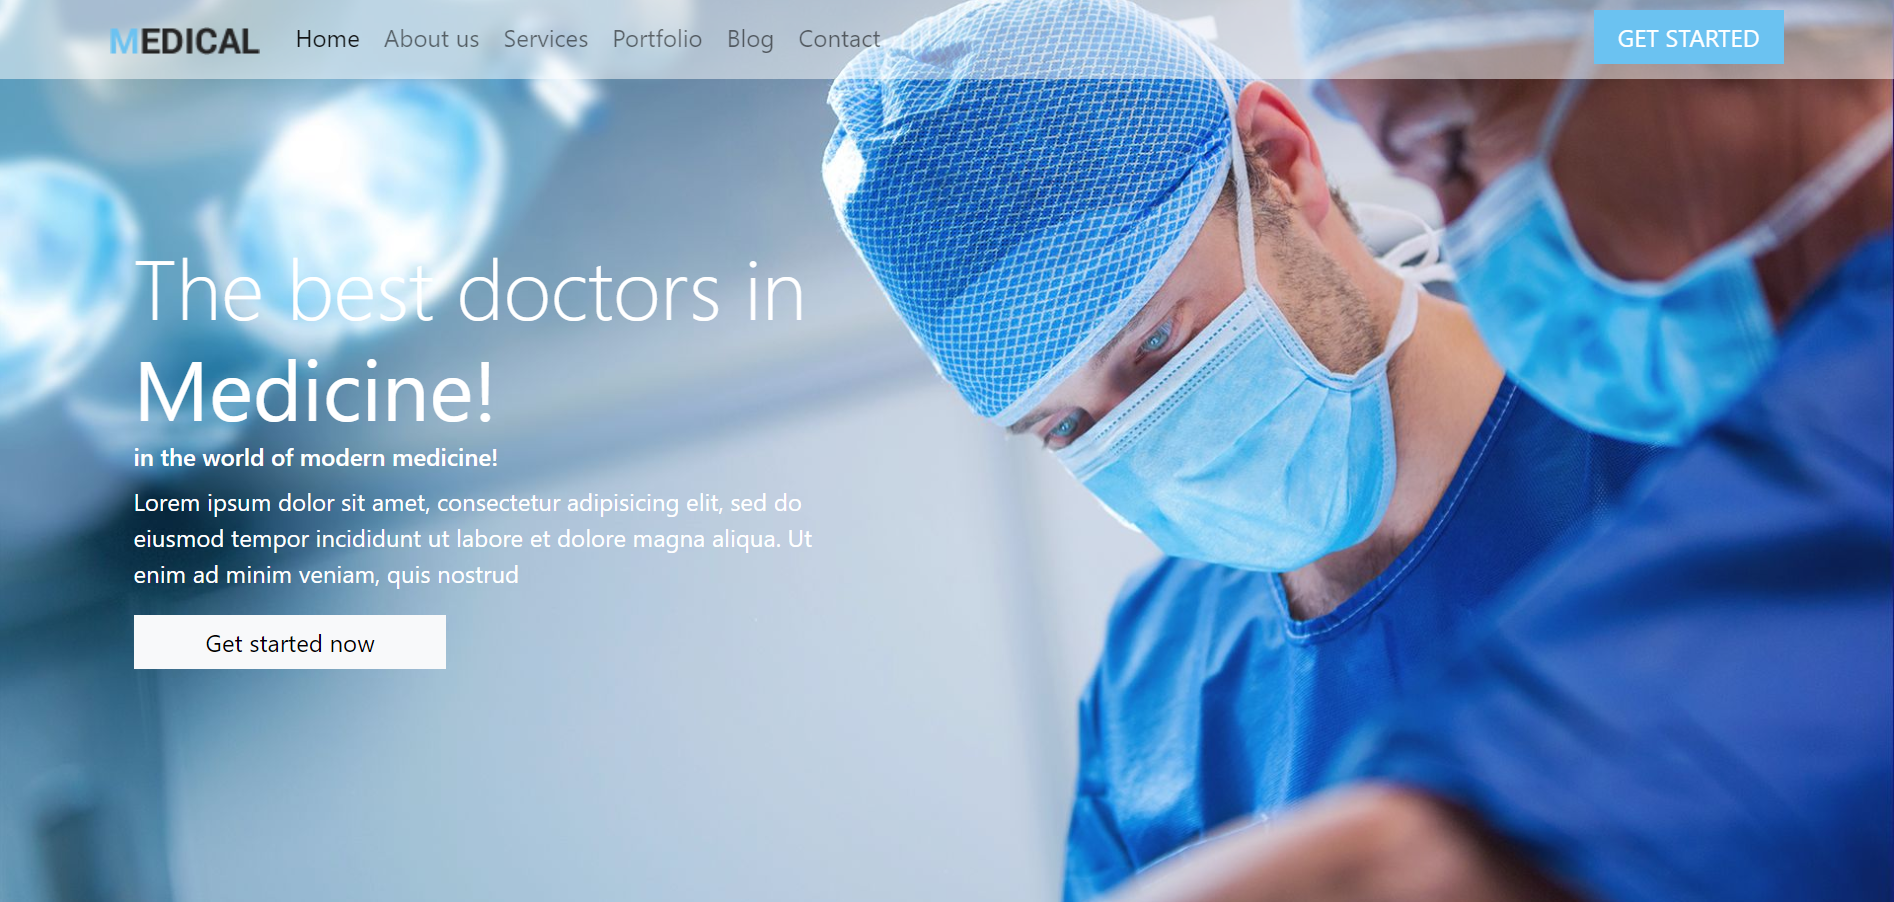 MEDICAL Home About us Services Portfolio Blog Contact GET STARTED
The best doctors in
Medicine!
in the world of modern medicine!
Lorem ipsum dolor sit amet, consectetur adipisicing elit, sed do
eiusmod tempor incididunt ut labore et dolore magna aliqua. Ut
enim ad minim veniam, quis nostrud
Get started now